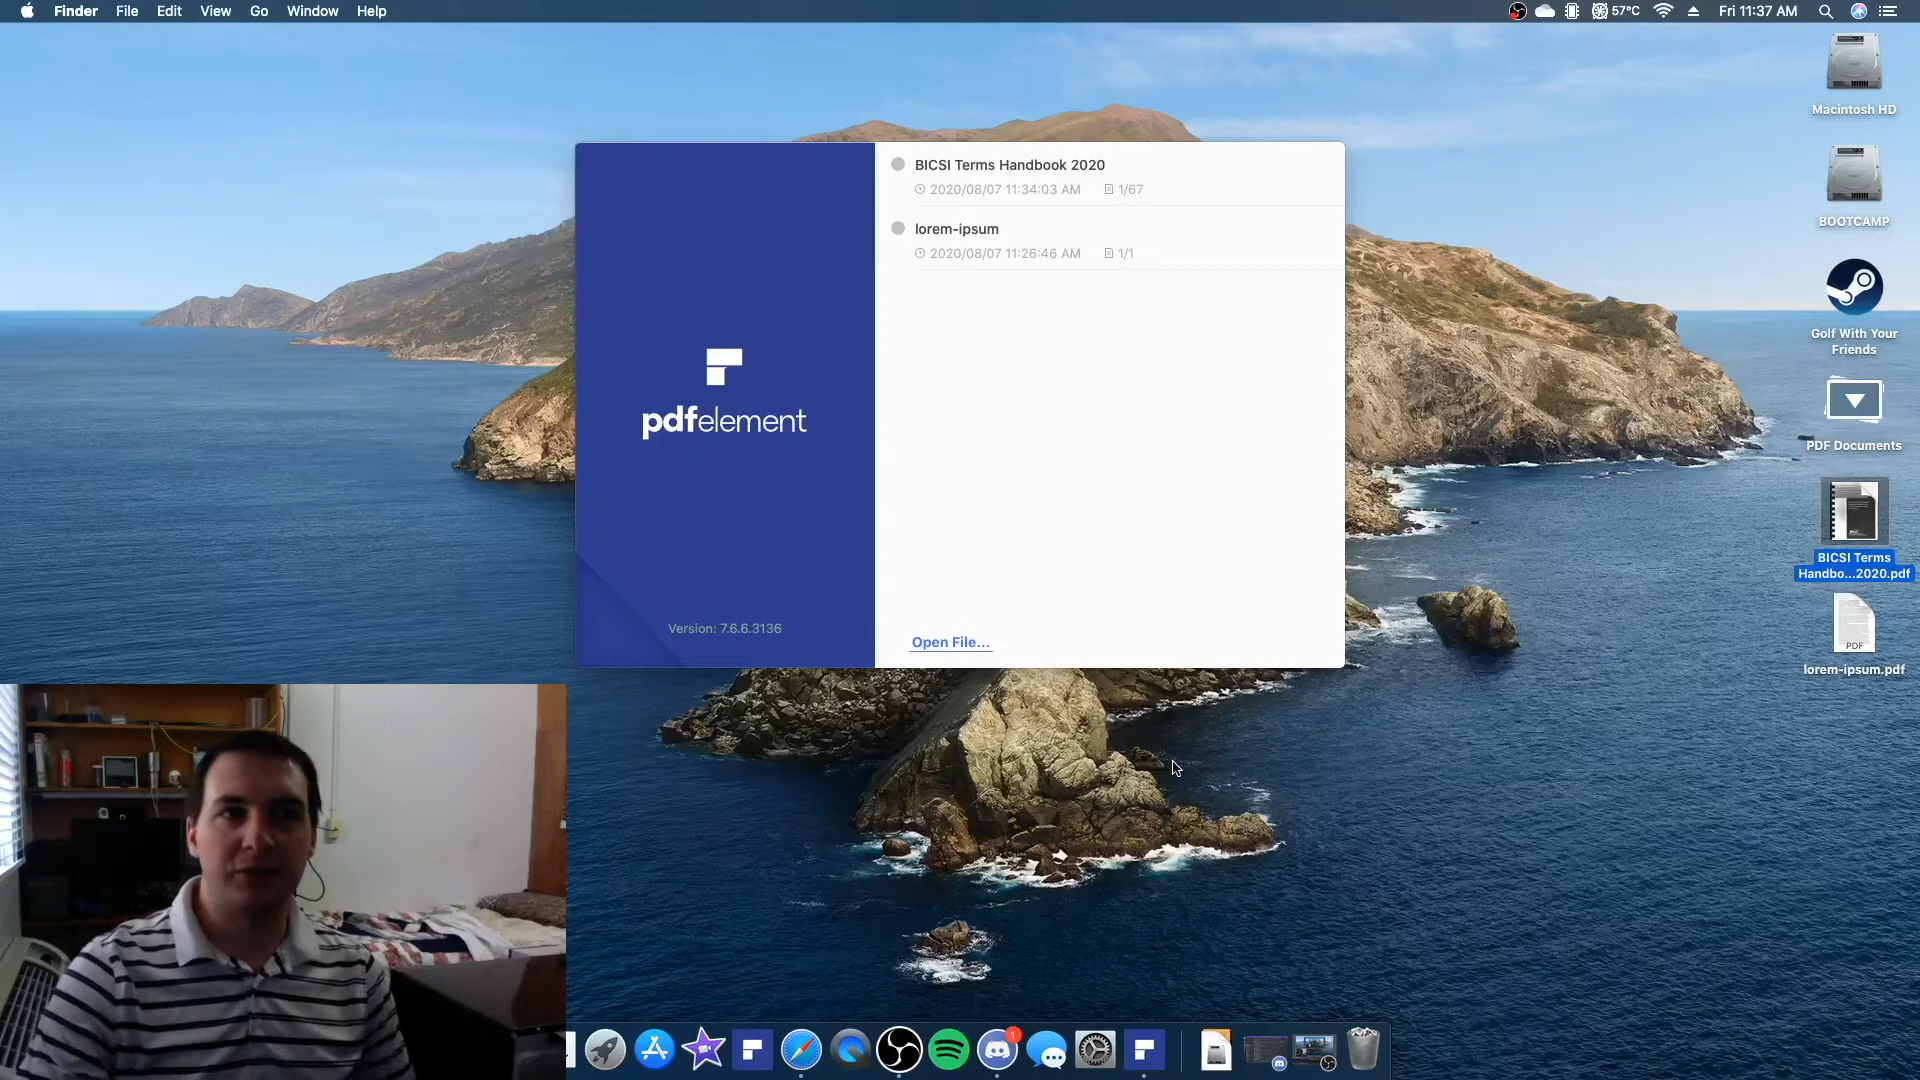 Finder File Edit View Go Window Help
57°C Fri 11:37 AM
Macintosh HD
BOOTCAMP
Golf With Your
Friends
PDF Documents
BICSI Terms
Handbo...2020.pdf
PDF
lorem-ipsum.pdf
BICSI Terms Handbook 2020
2020/08/07 11:34:03 AM 1/67
lorem-ipsum
2020/08/07 11:26:46 AM 1/1
pdfelement
Version: 7.6.6.3136
Open File...
1